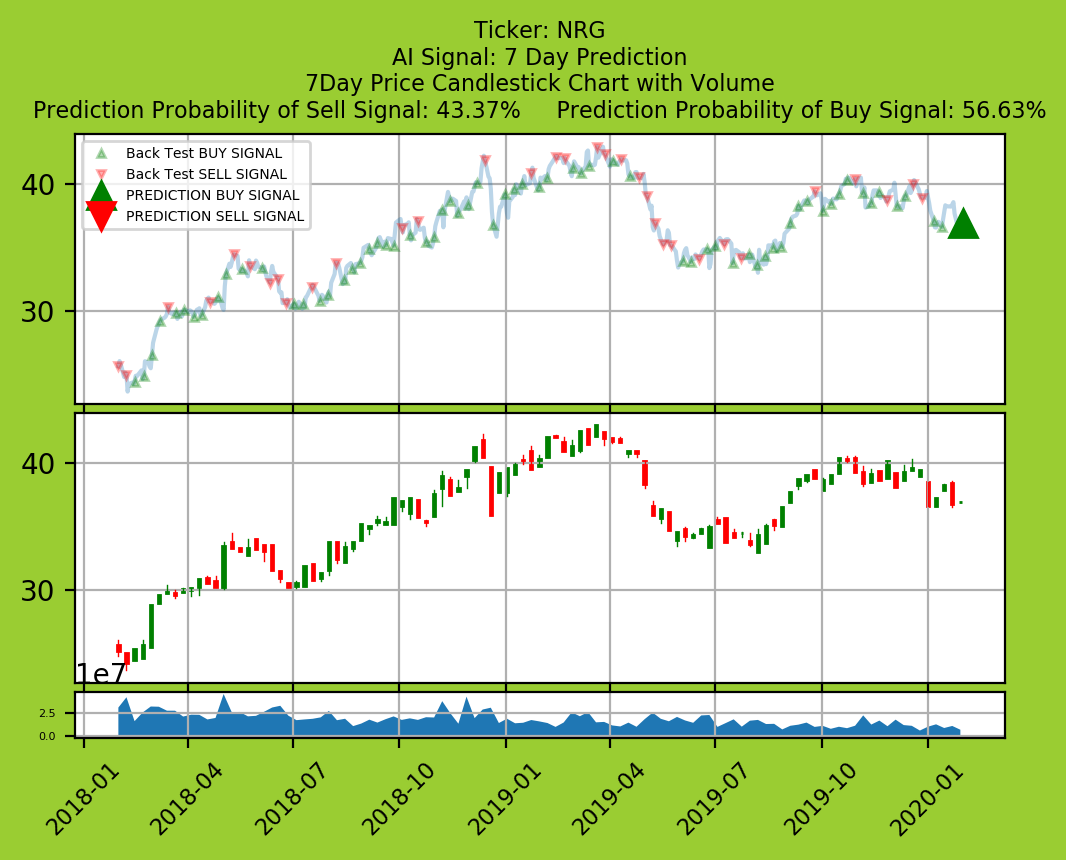 Ticker: NRG
AI Signal: 7 Day Prediction
7Day Price Candlestick Chart with Volume
Prediction Probability of Sell Signal: 43.37% Prediction Probability of Buy Signal: 56.63%
Back Test BUY SIGNAL
Back Test SELL SIGNAL
PREDICTION BUY SIGNAL
PREDICTION SELL SIGNAL
40
30
40
30
1e7
2.5
0.0
2018-01 2018-04 2018-07 2018-10 2019-01 2019-04 2019-07 2019-10 2020-01